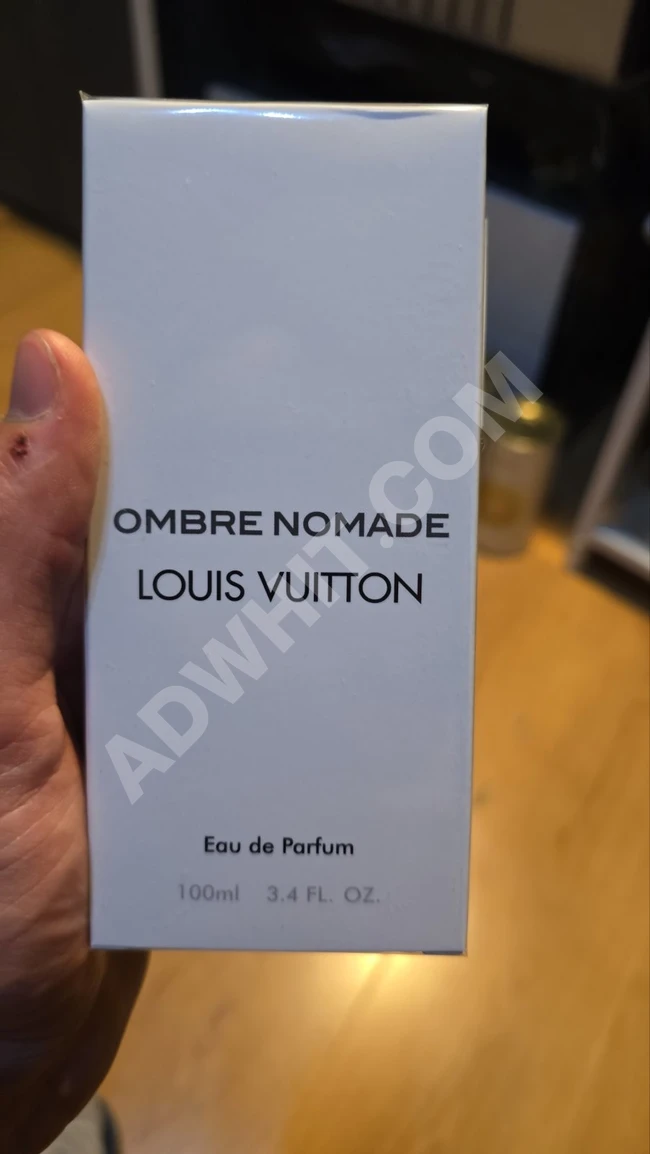 OMBRE NOMADE
LOUIS VUITTON
ADWHIT.COM
Eau de Parfum
100ml 3.4 FL. OZ.